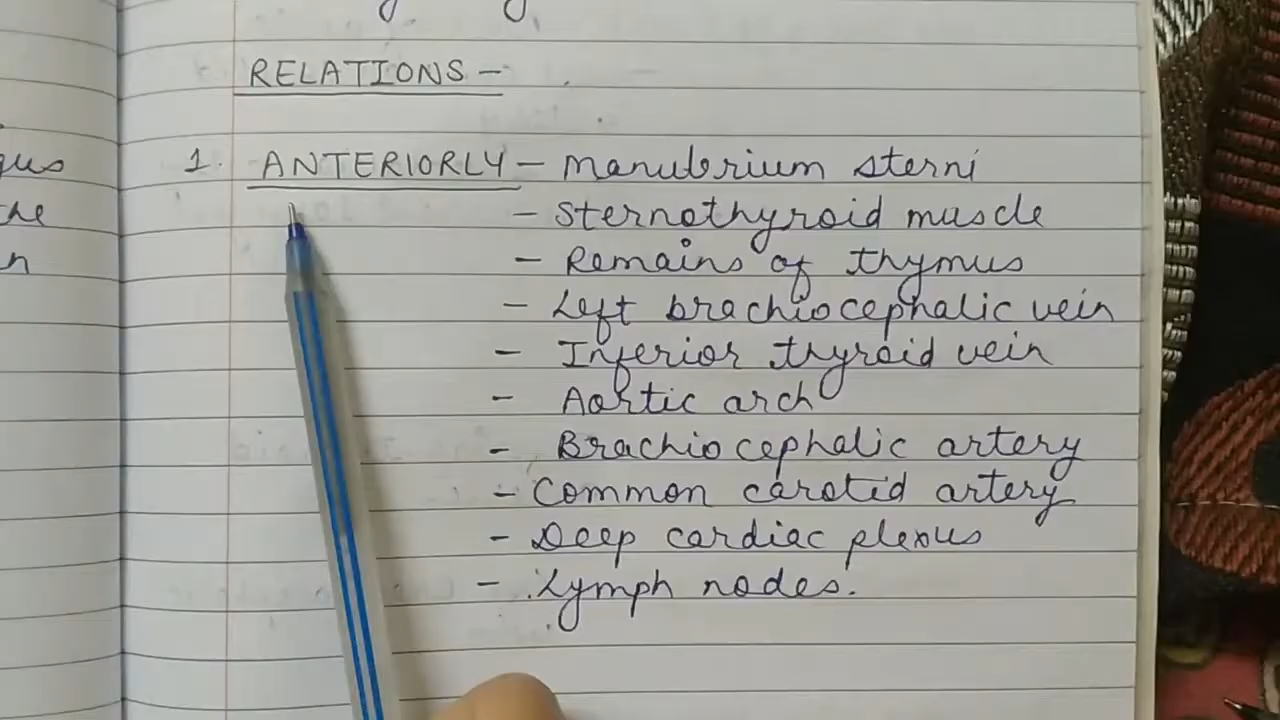 RELATIONS -
1. ANTERIORLY - Manubrium sterni
- Sternothyroid muscle
- Remains of thymus
- Left brachiocephalic vein
- Inferior thyroid vein
- Aortic arch
- Brachiocephalic artery
- Common carotid artery
- Deep cardiac plexus
- Lymph nodes.